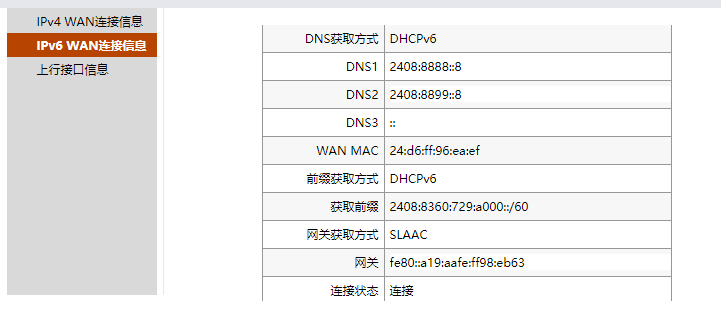 IPv4 WAN连接信息
IPv6 WAN连接信息
上行接口信息
DNS获取方式 DHCPv6
DNS1 2408:8888::8
DNS2 2408:8899::8
DNS3 ::
WAN MAC 24:d6:ff:96:ea:ef
前缀获取方式 DHCPv6
获取前缀 2408:8360:729:a000::/60
网关获取方式 SLAAC
网关 fe80::a19:aafe:ff98:eb63
连接状态 连接